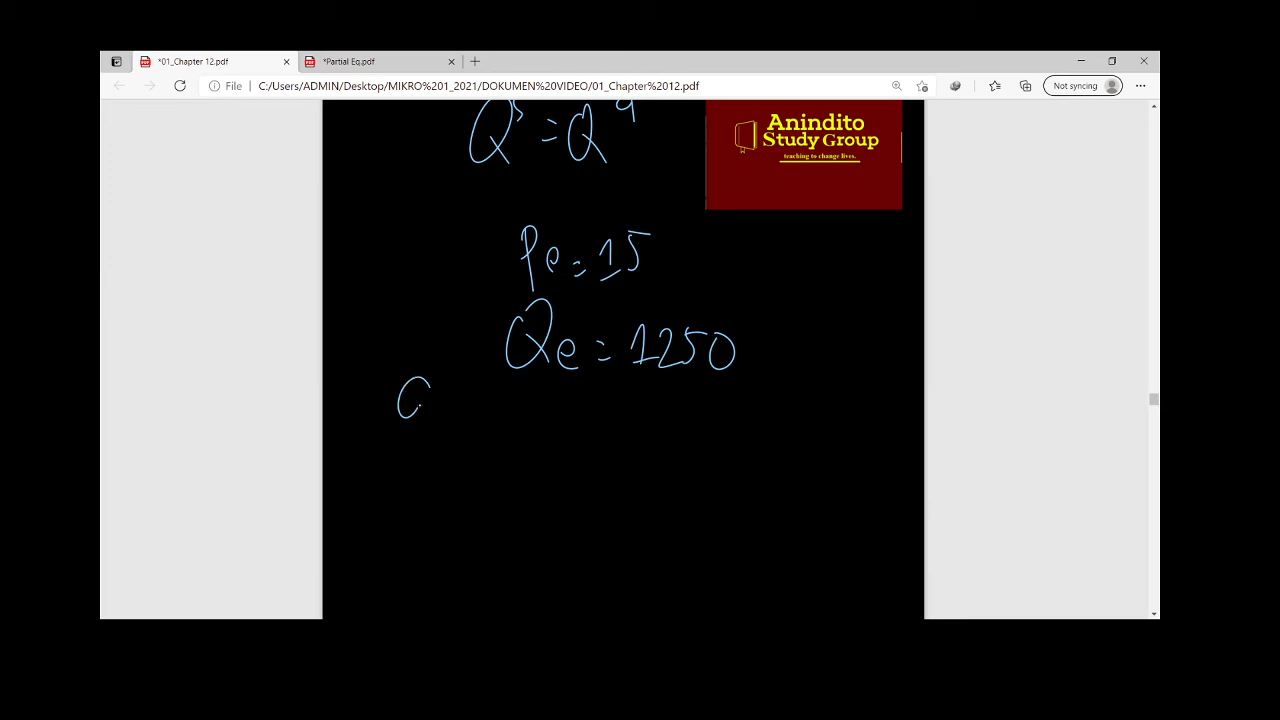 *01_Chapter 12.pdf
*Partial Eq.pdf
File
C:/Users/ADMIN/Desktop/MIKRO%201_2021/DOKUMEN%20VIDEO/01_Chapter%2012.pdf
Not syncing
Anindito
Study Group
teaching to change lives.
Pe = 15
Qe = 1250